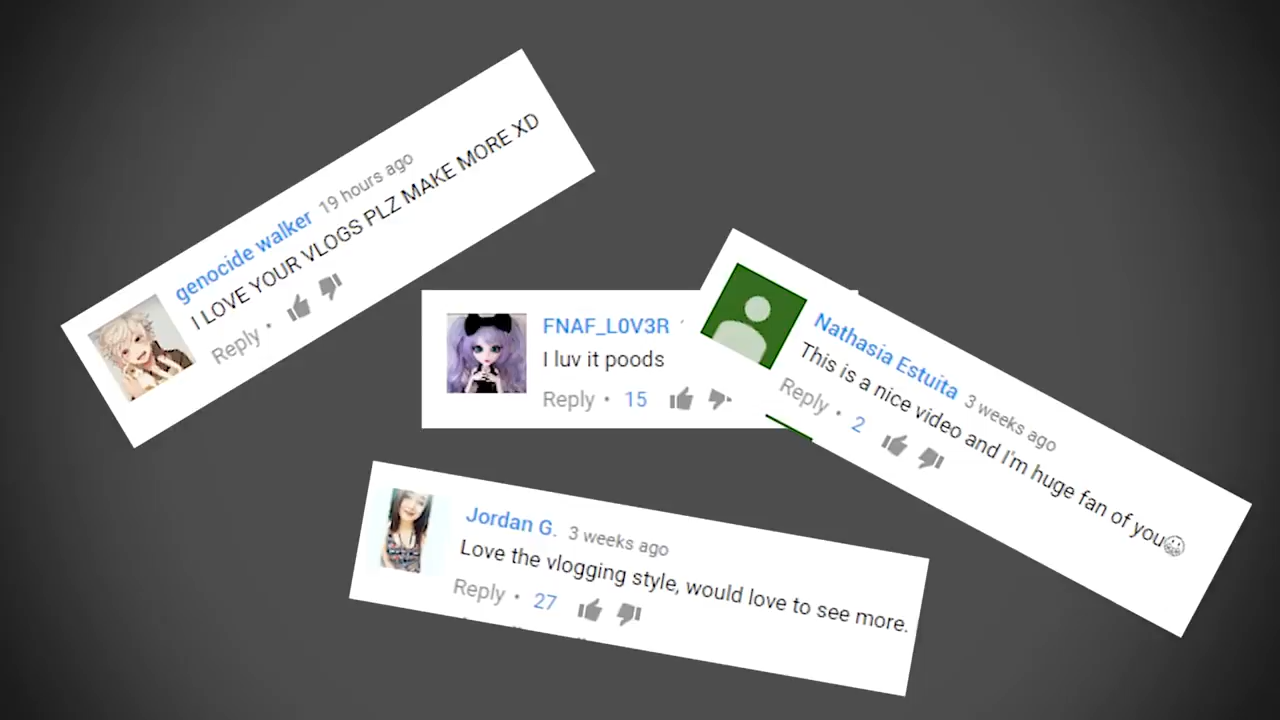 genocide walker 19 hours ago
I LOVE YOUR VLOGS PLZ MAKE MORE XD
Reply •
FNAF_L0V3R
I luv it poods
Reply • 15
Nathasia Estuita 3 weeks ago
This is a nice video and I'm huge fan of you😀
Reply • 2
Jordan G. 3 weeks ago
Love the vlogging style, would love to see more.
Reply • 27